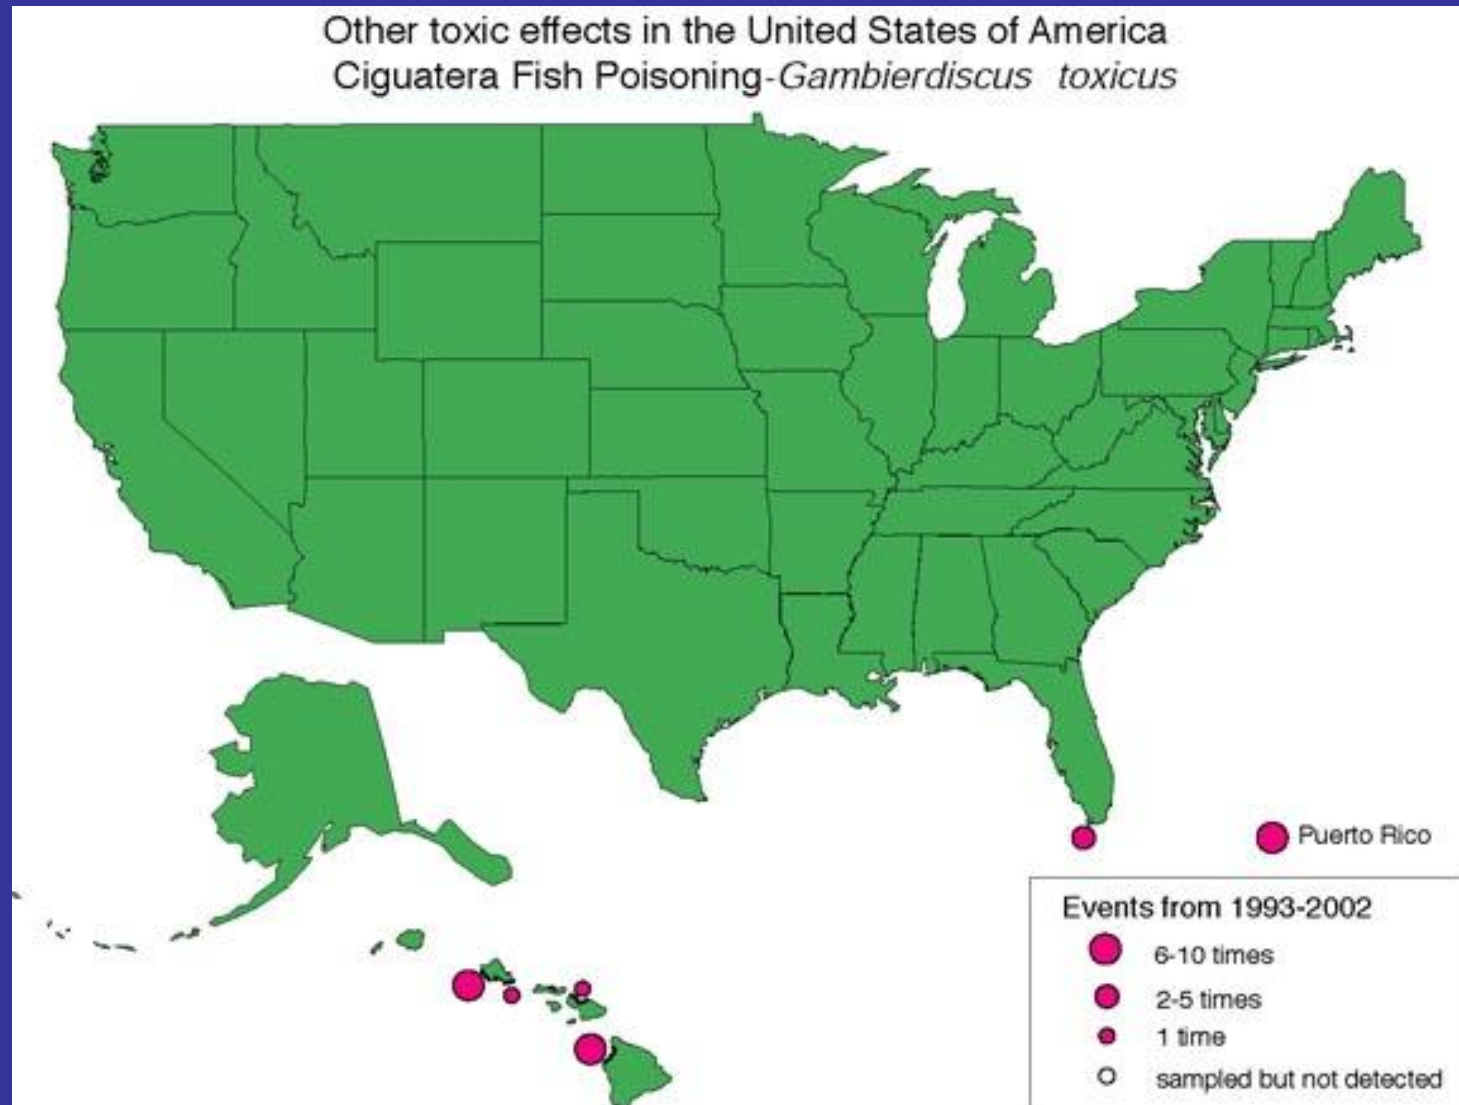 Other toxic effects in the United States of America
Ciguatera Fish Poisoning-Gambierdiscus toxicus
Puerto Rico
Events from 1993-2002
6-10 times
2-5 times
1 time
sampled but not detected